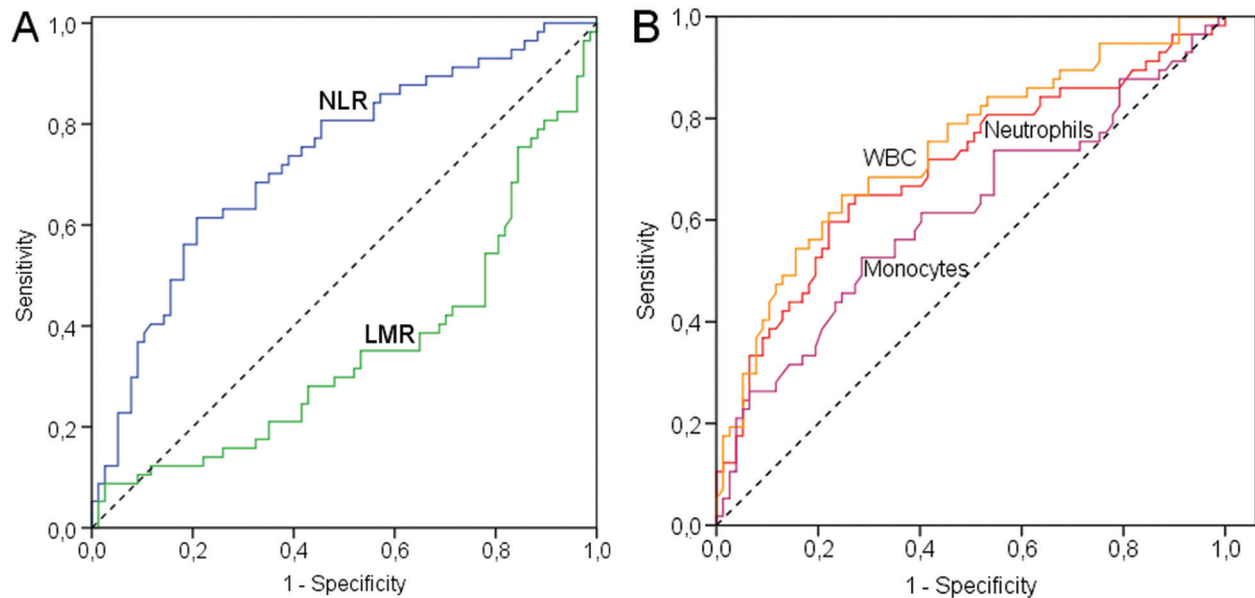 A
1,0
0,8
0,6
0,4
0,2
0,0
Sensitivity
NLR
LMR
0,0 0,2 0,4 0,6 0,8 1,0
1 - Specificity
B
1,0
0,8
0,6
0,4
0,2
0,0
Sensitivity
Neutrophils
WBC
Monocytes
0,0 0,2 0,4 0,6 0,8 1,0
1 - Specificity